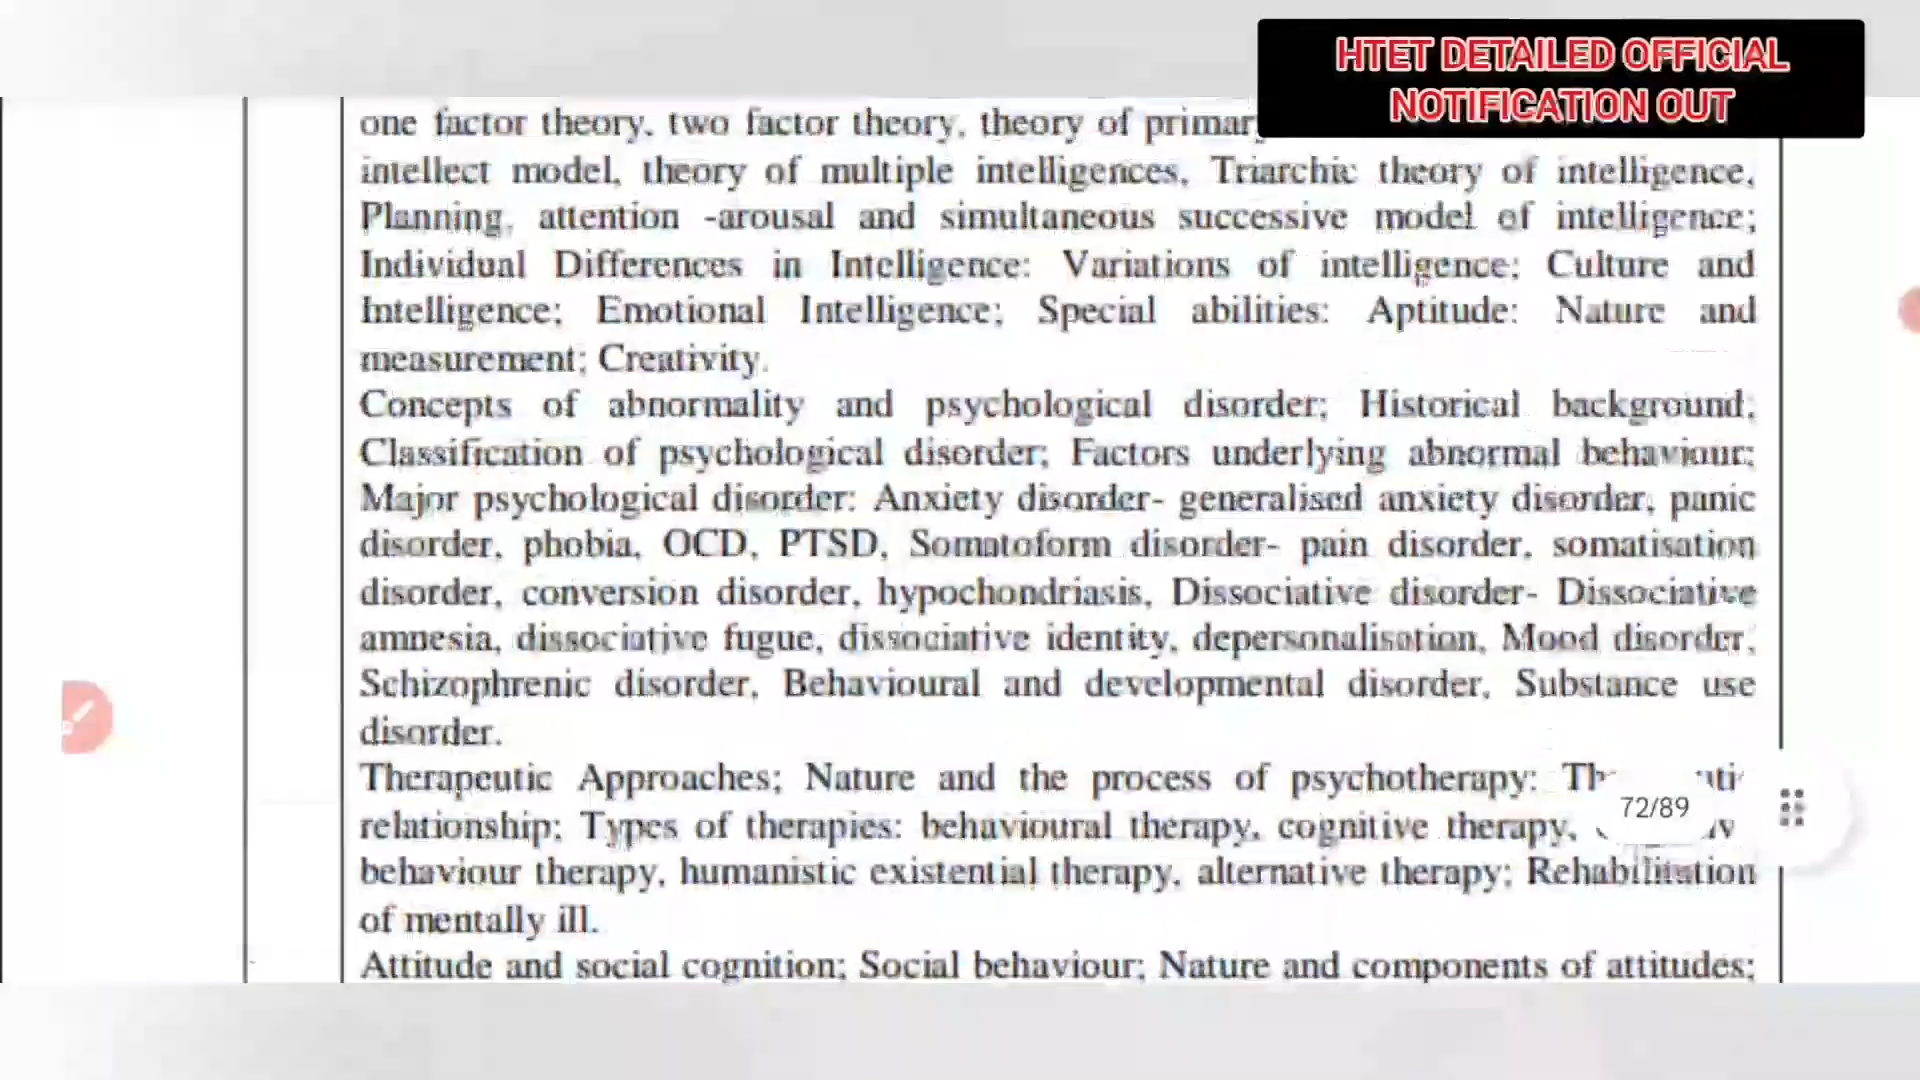 HTET DETAILED OFFICIAL
NOTIFICATION OUT
one factor theory, two factor theory, theory of primary
intellect model, theory of multiple intelligences, Triarchic theory of intelligence,
Planning, attention -arousal and simultaneous successive model of intelligence;
Individual Differences in Intelligence: Variations of intelligence; Culture and
Intelligence; Emotional Intelligence; Special abilities: Aptitude: Nature and
measurement; Creativity.
Concepts of abnormality and psychological disorder; Historical background;
Classification of psychological disorder; Factors underlying abnormal behaviour;
Major psychological disorder: Anxiety disorder- generalised anxiety disorder, panic
disorder, phobia, OCD, PTSD, Somatoform disorder- pain disorder, somatisation
disorder, conversion disorder, hypochondriasis, Dissociative disorder- Dissociative
amnesia, dissociative fugue, dissociative identity, depersonalisation, Mood disorder,
Schizophrenic disorder, Behavioural and developmental disorder, Substance use
disorder.
Therapeutic Approaches; Nature and the process of psychotherapy:
72/89
relationship; Types of therapies: behavioural therapy, cognitive therapy,
behaviour therapy, humanistic existential therapy, alternative therapy; Rehabilitation
of mentally ill.
Attitude and social cognition; Social behaviour; Nature and components of attitudes;